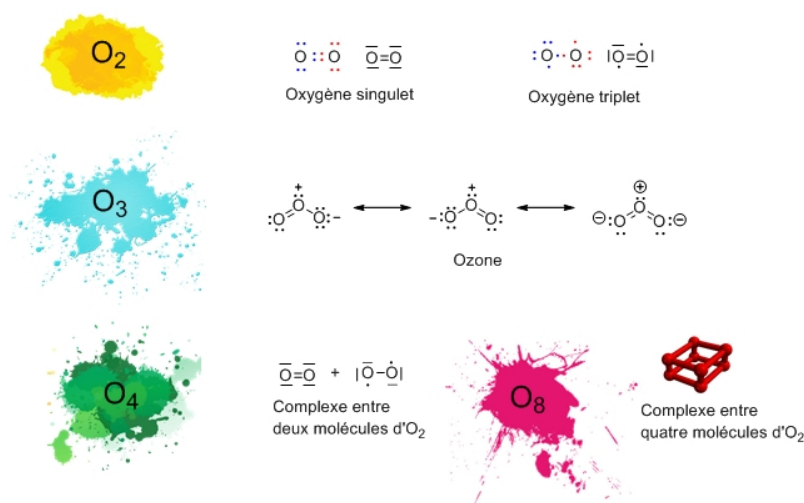 O₂
O O O=O
Oxygène singulet
O O O=O
Oxygène triplet
O₃
+
O O O −
+
− O O O
⊕
⊖ O O O ⊖
Ozone
O₄
O=O + O−O
Complexe entre
deux molécules d'O₂
O₈
Complexe entre
quatre molécules d'O₂